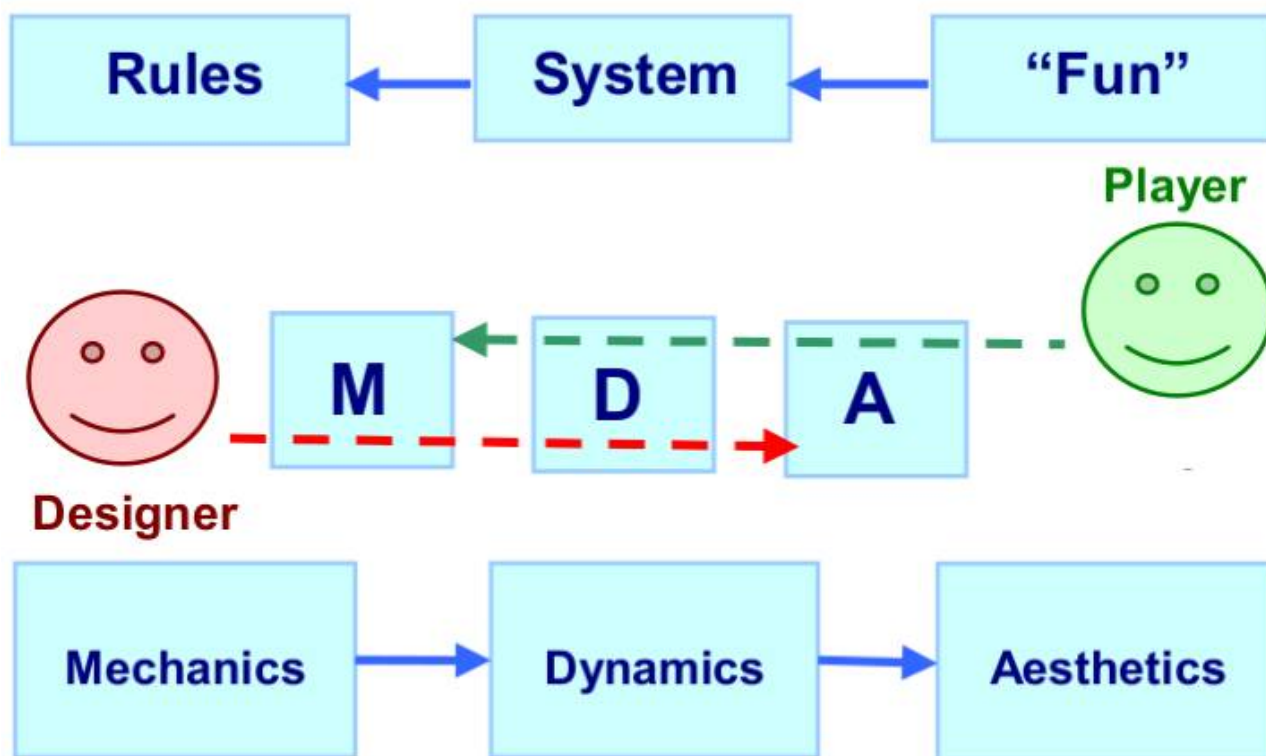 Rules
System
“Fun”
Player
M
D
A
Designer
Mechanics
Dynamics
Aesthetics